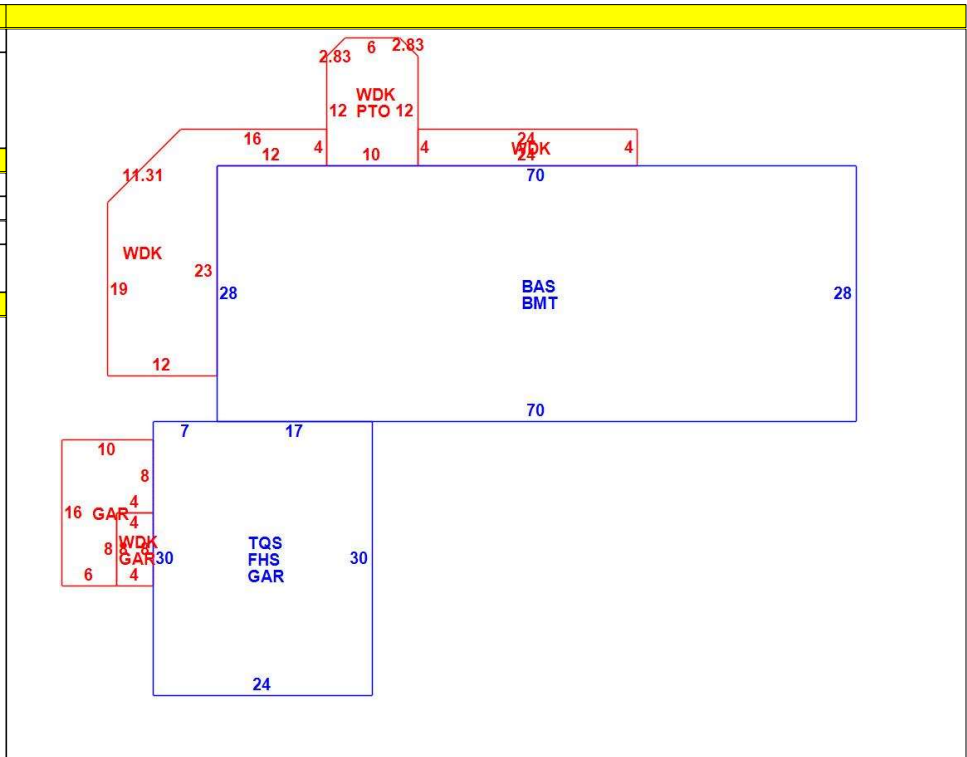 2.83 6 2.83
WDK
12 PTO 12
16 4 24
12 10 4 WDK 4
24
11.31 70
WDK
23
19 28 BAS 28
BMT
12
70
7 17
10
8
4
16 GAR 4
8 WDK 8 8
GAR 30 TQS 30
FHS
GAR
6 4
24